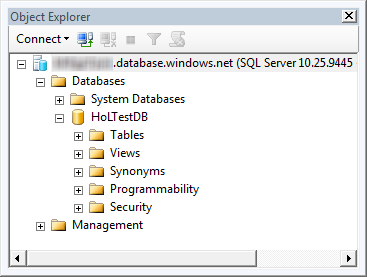 Object Explorer
Connect
.database.windows.net (SQL Server 10.25.9445
Databases
System Databases
HoLTestDB
Tables
Views
Synonyms
Programmability
Security
Management